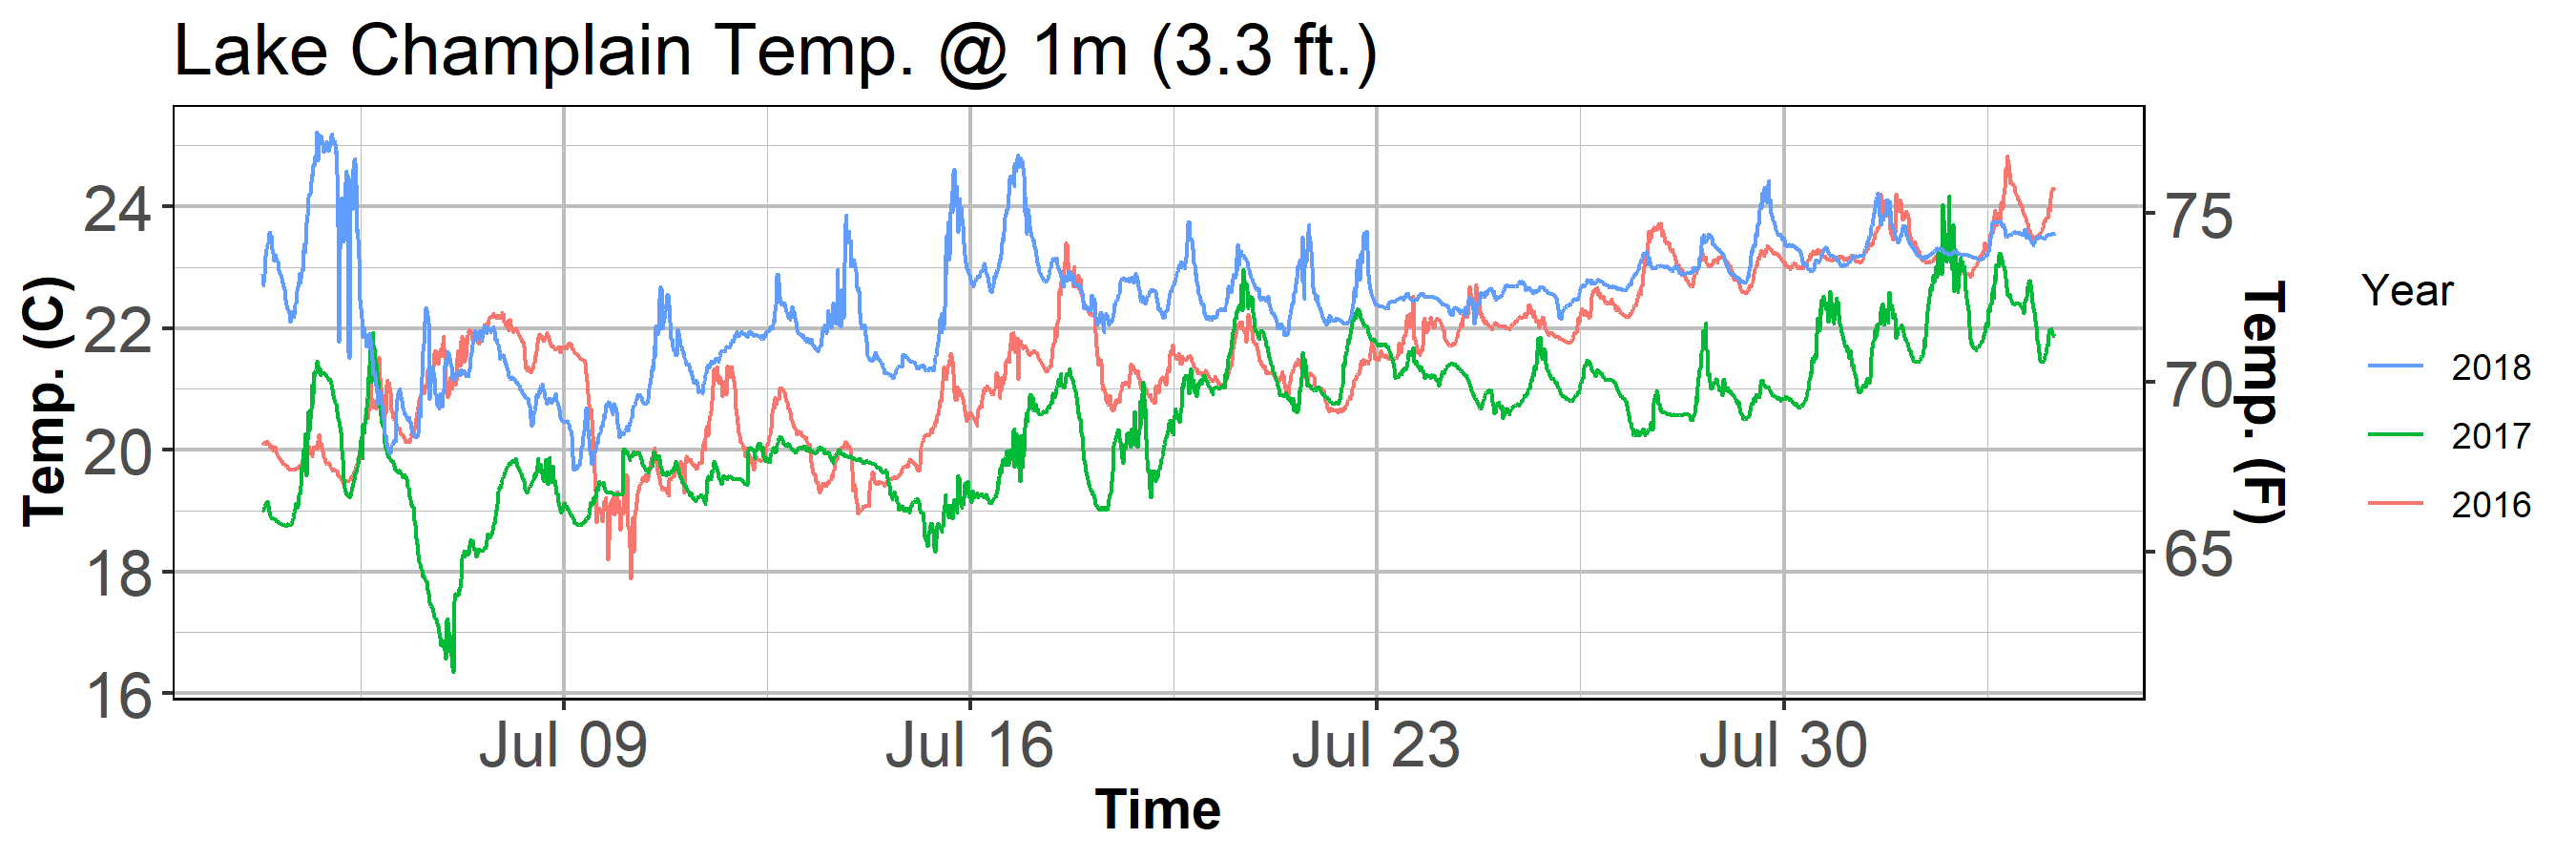 Lake Champlain Temp. @ 1m (3.3 ft.)
Temp. (C)
24
22
20
18
16
75
70
65
Temp. (F)
Jul 09
Jul 16
Jul 23
Jul 30
Time
Year
2018
2017
2016